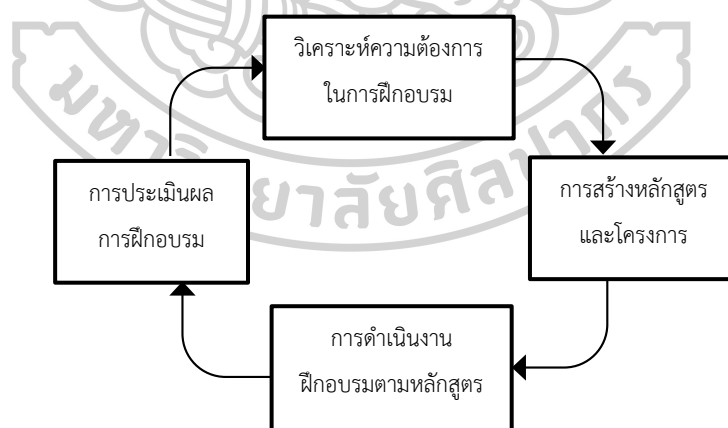 วิเคราะห์ความต้องการ
ในการฝึกอบรม
การสร้างหลักสูตร
และโครงการ
การดำเนินงาน
ฝึกอบรมตามหลักสูตร
การประเมินผล
การฝึกอบรม